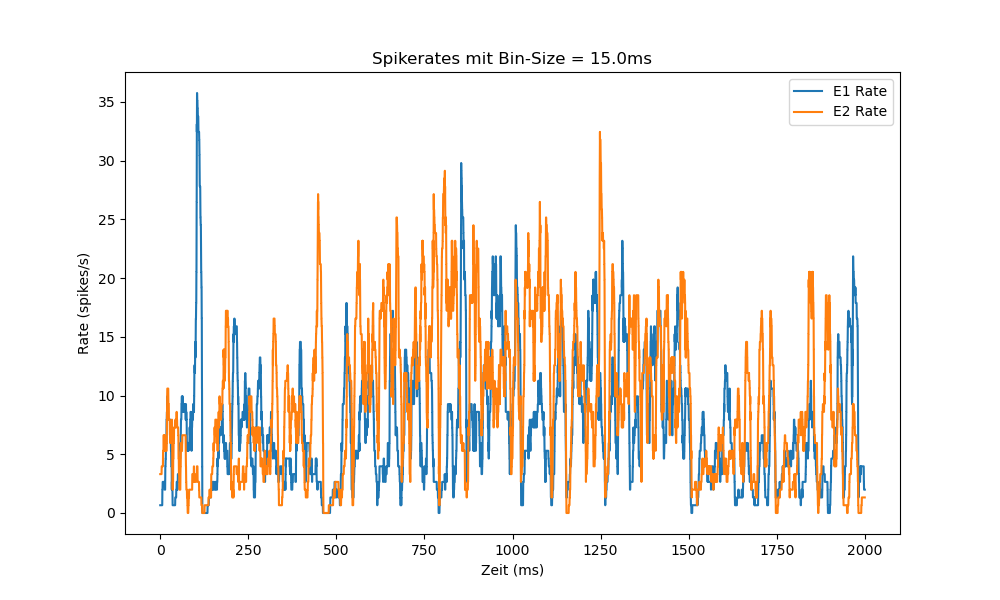 Spikerates mit Bin-Size = 15.0ms
E1 Rate
E2 Rate
Rate (spikes/s)
35
30
25
20
15
10
5
0
0 250 500 750 1000 1250 1500 1750 2000
Zeit (ms)